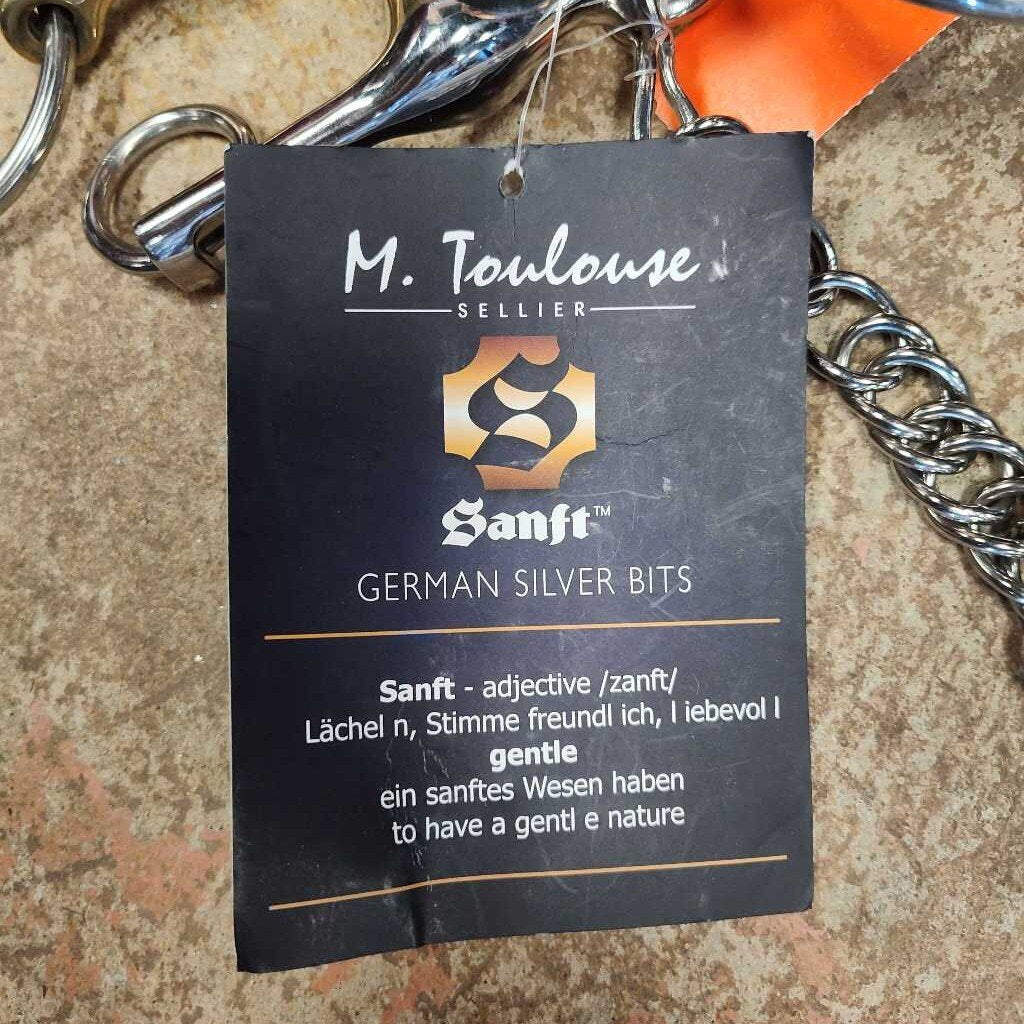 M. Toulouse
SELLIER
S
Sanft™
GERMAN SILVER BITS
Sanft - adjective /zanft/
Lächel n, Stimme freundl ich, l iebevol l
gentle
ein sanftes Wesen haben
to have a gentl e nature